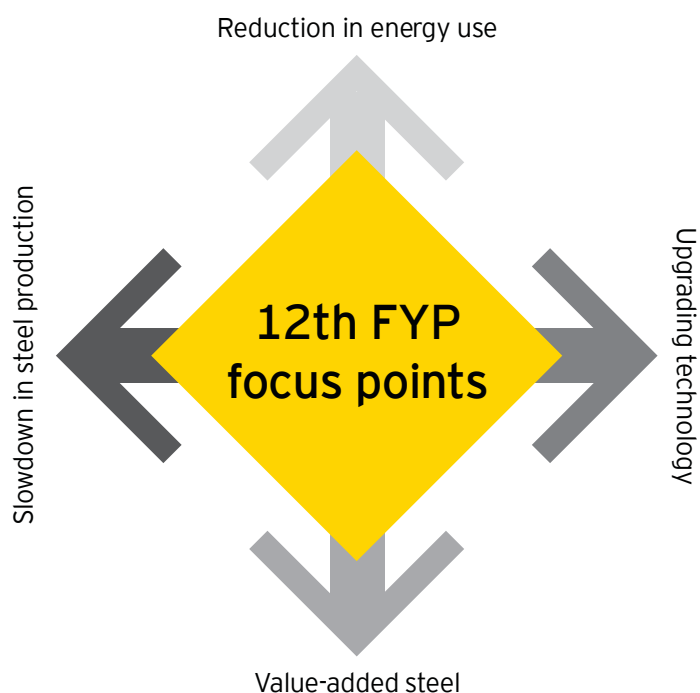 Reduction in energy use
Slowdown in steel production
12th FYP
focus points
Upgrading technology
Value-added steel